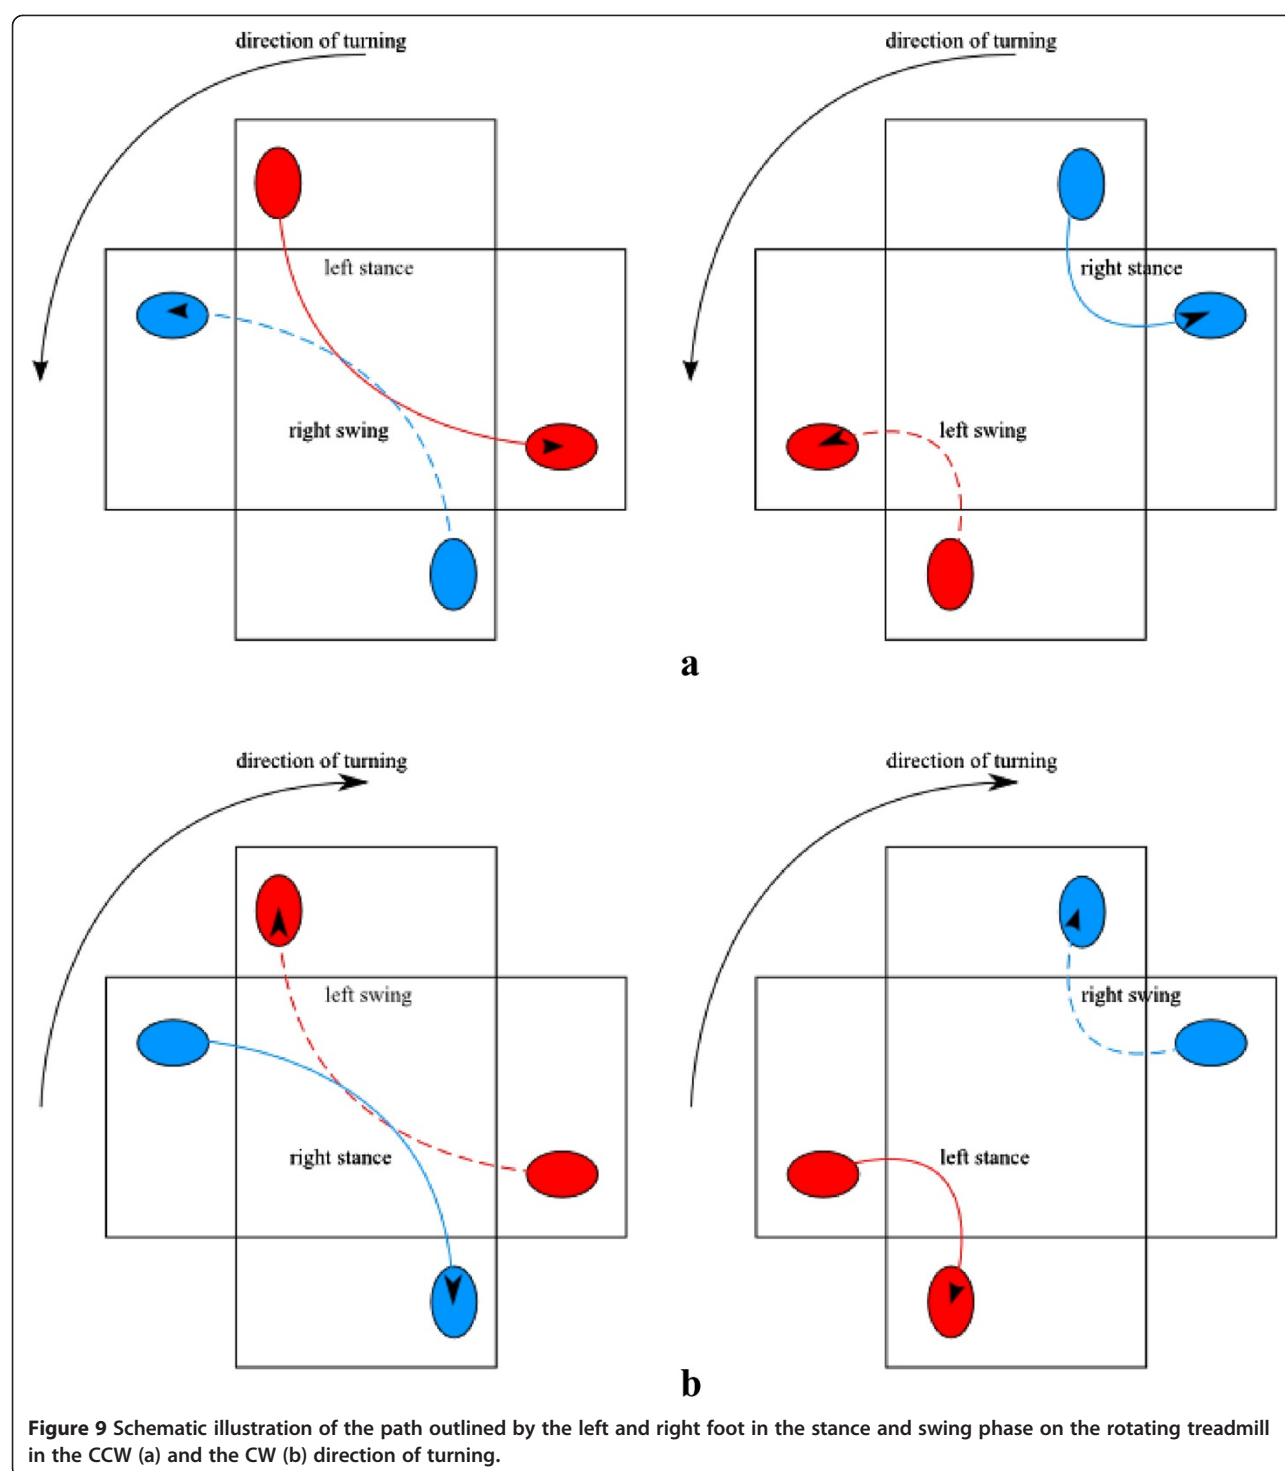 direction of turning
direction of turning
left stance
right stance
right swing
left swing
a
direction of turning
direction of turning
left swing
right swing
right stance
left stance
b
Figure 9 Schematic illustration of the path outlined by the left and right foot in the stance and swing phase on the rotating treadmill
in the CCW (a) and the CW (b) direction of turning.